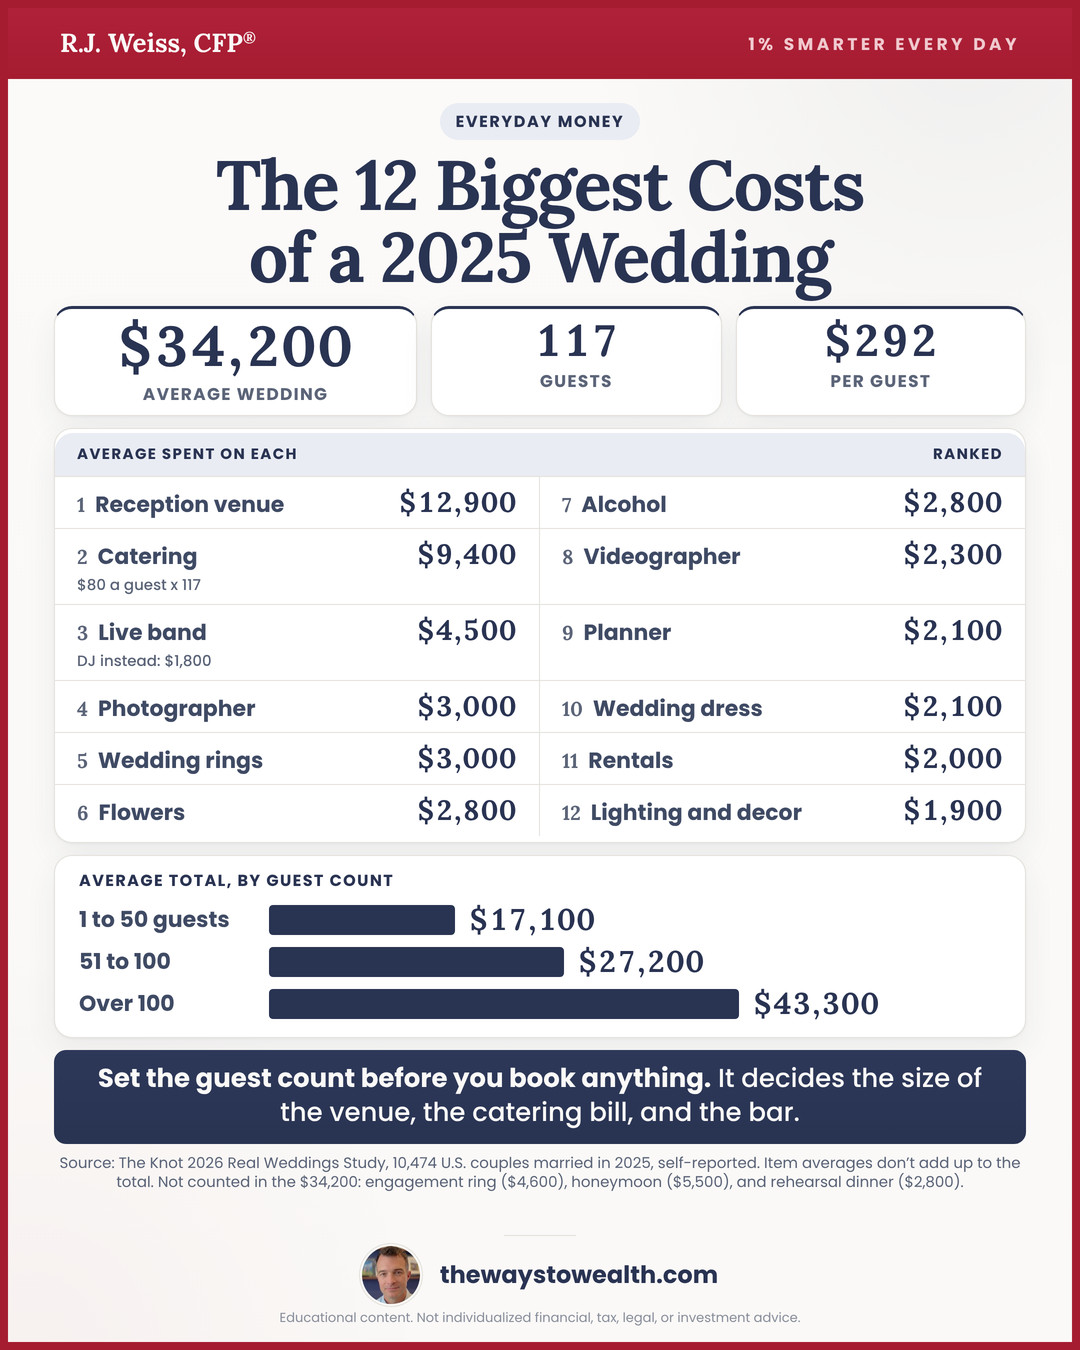 R.J. Weiss, CFP®
1% SMARTER EVERY DAY
EVERYDAY MONEY
The 12 Biggest Costs
of a 2025 Wedding
$34,200
AVERAGE WEDDING
117
GUESTS
$292
PER GUEST
AVERAGE SPENT ON EACH
RANKED
1 Reception venue $12,900
2 Catering $9,400
$80 a guest x 117
3 Live band $4,500
DJ instead: $1,800
4 Photographer $3,000
5 Wedding rings $3,000
6 Flowers $2,800
7 Alcohol $2,800
8 Videographer $2,300
9 Planner $2,100
10 Wedding dress $2,100
11 Rentals $2,000
12 Lighting and decor $1,900
AVERAGE TOTAL, BY GUEST COUNT
1 to 50 guests $17,100
51 to 100 $27,200
Over 100 $43,300
Set the guest count before you book anything. It decides the size of
the venue, the catering bill, and the bar.
Source: The Knot 2026 Real Weddings Study, 10,474 U.S. couples married in 2025, self-reported. Item averages don’t add up to the
total. Not counted in the $34,200: engagement ring ($4,600), honeymoon ($5,500), and rehearsal dinner ($2,800).
thewaystowealth.com
Educational content. Not individualized financial, tax, legal, or investment advice.